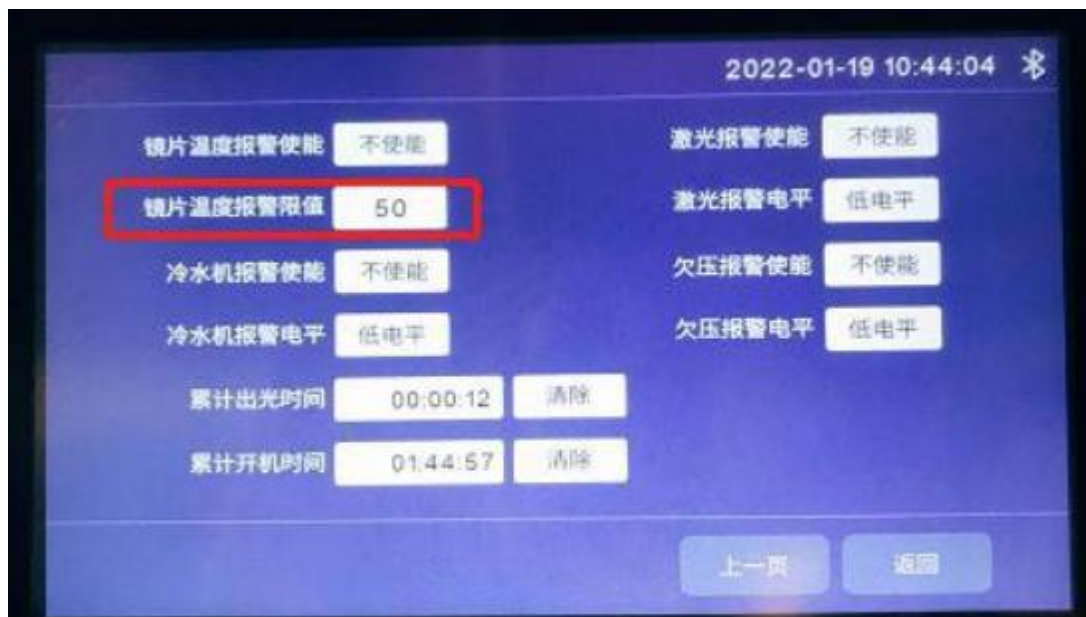 2022-01-19 10:44:04
镜片温度报警使能 不使能 激光报警使能 不使能
镜片温度报警限值 50 激光报警电平 低电平
冷水机报警使能 不使能 欠压报警使能 不使能
冷水机报警电平 低电平 欠压报警电平 低电平
累计出光时间 00:00:12 清除
累计开机时间 01:44:57 清除
上一页 返回